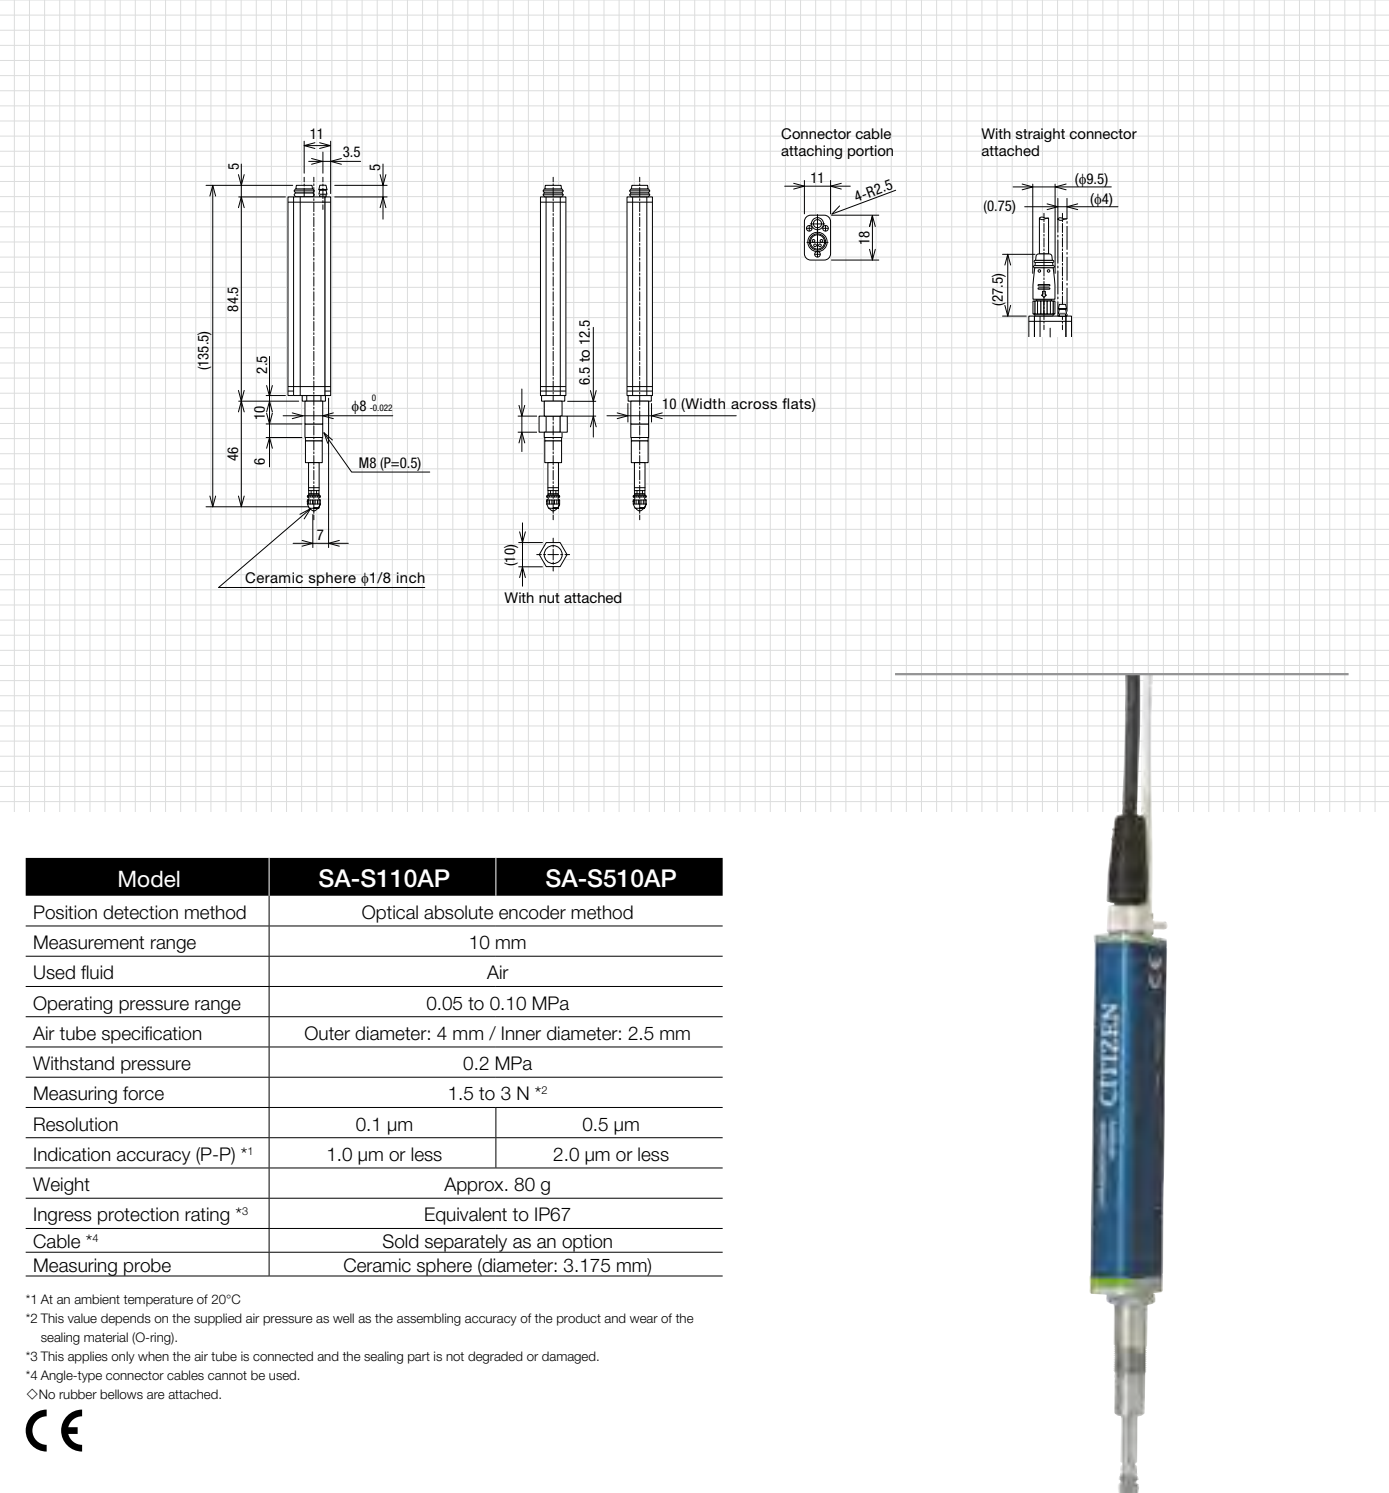 11
3.5
5
5
84.5
(135.5)
2.5
10
φ8 0 -0.022
46
6
M8 (P=0.5)
7
Ceramic sphere φ1/8 inch
6.5 to 12.5
10 (Width across flats)
(10)
With nut attached
Connector cable
attaching portion
11
4-R2.5
18
With straight connector
attached
(φ9.5)
(φ4)
(0.75)
(27.5)
CITIZEN
Model SA-S110AP SA-S510AP
Position detection method Optical absolute encoder method
Measurement range 10 mm
Used fluid Air
Operating pressure range 0.05 to 0.10 MPa
Air tube specification Outer diameter: 4 mm / Inner diameter: 2.5 mm
Withstand pressure 0.2 MPa
Measuring force 1.5 to 3 N *2
Resolution 0.1 μm 0.5 μm
Indication accuracy (P-P) *1 1.0 μm or less 2.0 μm or less
Weight Approx. 80 g
Ingress protection rating *3 Equivalent to IP67
Cable *4 Sold separately as an option
Measuring probe Ceramic sphere (diameter: 3.175 mm)
*1 At an ambient temperature of 20°C
*2 This value depends on the supplied air pressure as well as the assembling accuracy of the product and wear of the
sealing material (O-ring).
*3 This applies only when the air tube is connected and the sealing part is not degraded or damaged.
*4 Angle-type connector cables cannot be used.
◇No rubber bellows are attached.
CE